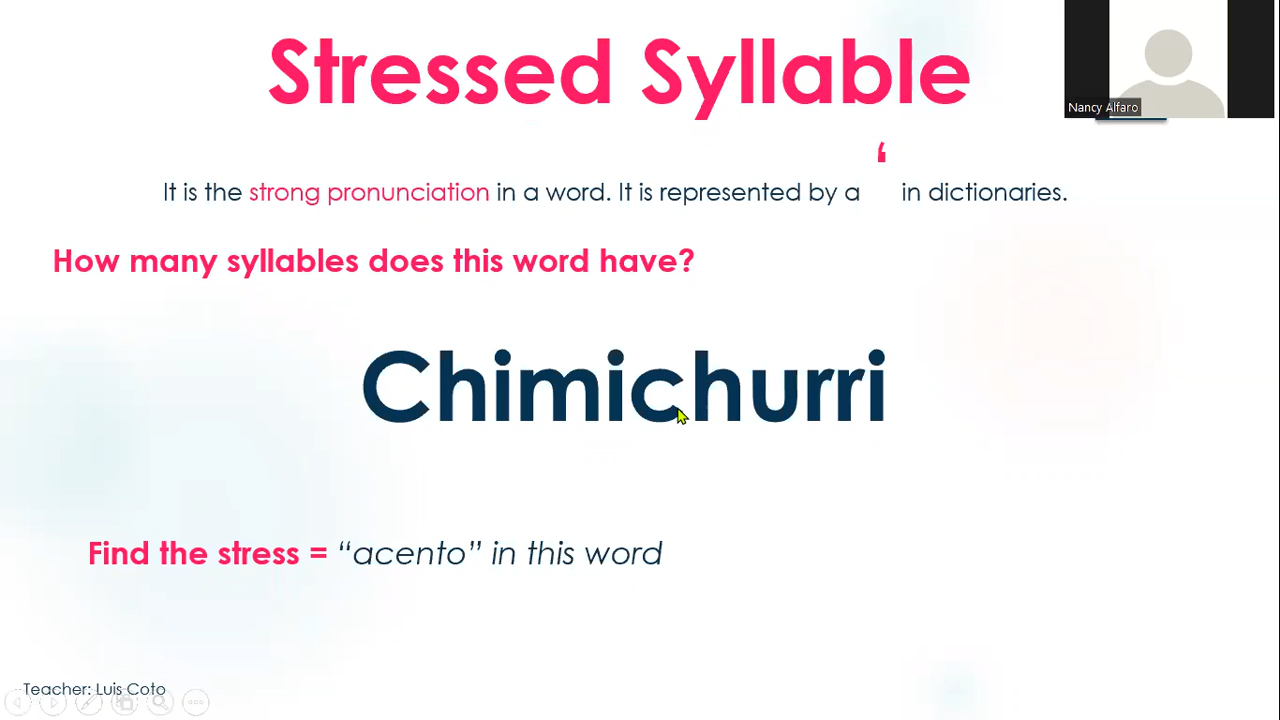 Stressed Syllable
Nancy Alfaro
It is the strong pronunciation in a word. It is represented by a ‘ in dictionaries.
How many syllables does this word have?
Chimichurri
Find the stress = “acento” in this word
Teacher: Luis Coto